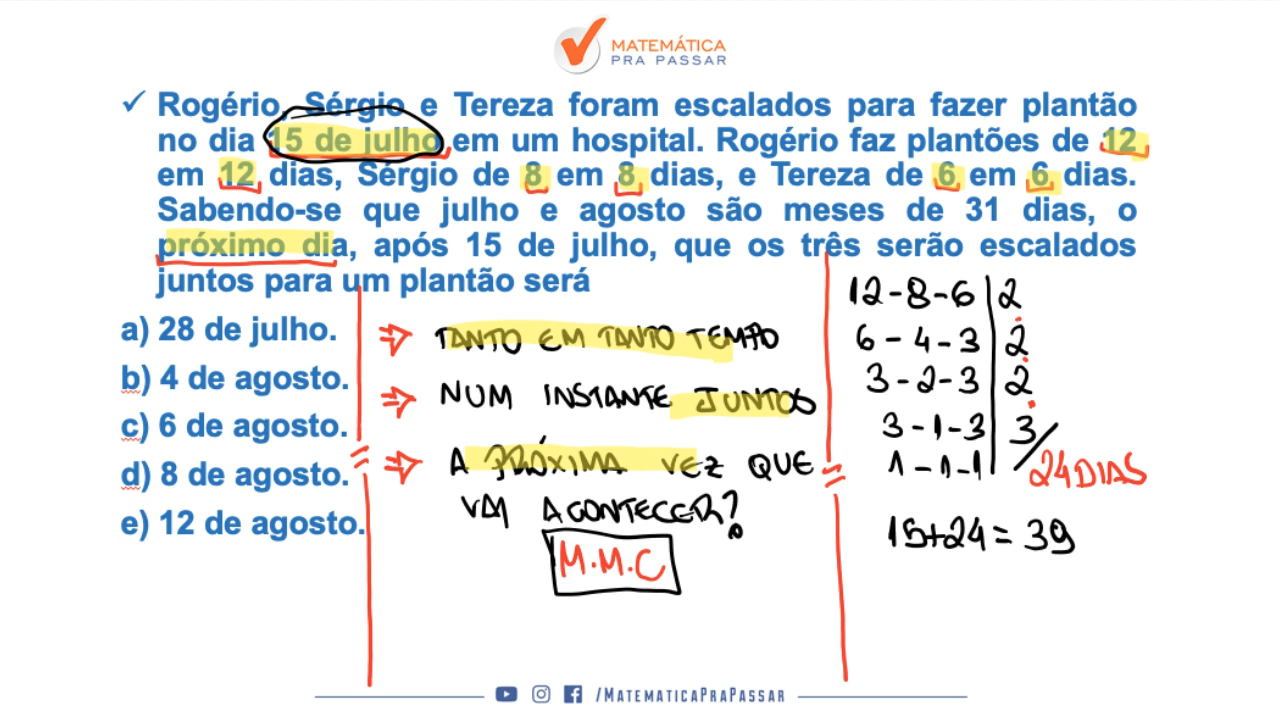 MATEMÁTICA
PRA PASSAR
✓ Rogério, Sérgio e Tereza foram escalados para fazer plantão
no dia 15 de julho, em um hospital. Rogério faz plantões de 12
em 12 dias, Sérgio de 8 em 8 dias, e Tereza de 6 em 6 dias.
Sabendo-se que julho e agosto são meses de 31 dias, o
próximo dia, após 15 de julho, que os três serão escalados
juntos para um plantão será
a) 28 de julho.
b) 4 de agosto.
c) 6 de agosto.
d) 8 de agosto.
e) 12 de agosto.
⇒ TANTO EM TANTO TEMPO
⇒ NUM INSTANTE JUNTOS
⇒ A PRÓXIMA VEZ QUE
VAI ACONTECER?
M.M.C
12-8-6 | 2
6-4-3 | 2
3-2-3 | 2
3-1-3 | 3
1-1-1 / 24 DIAS
15+24=39
/MATEMATICAPRAPASSAR